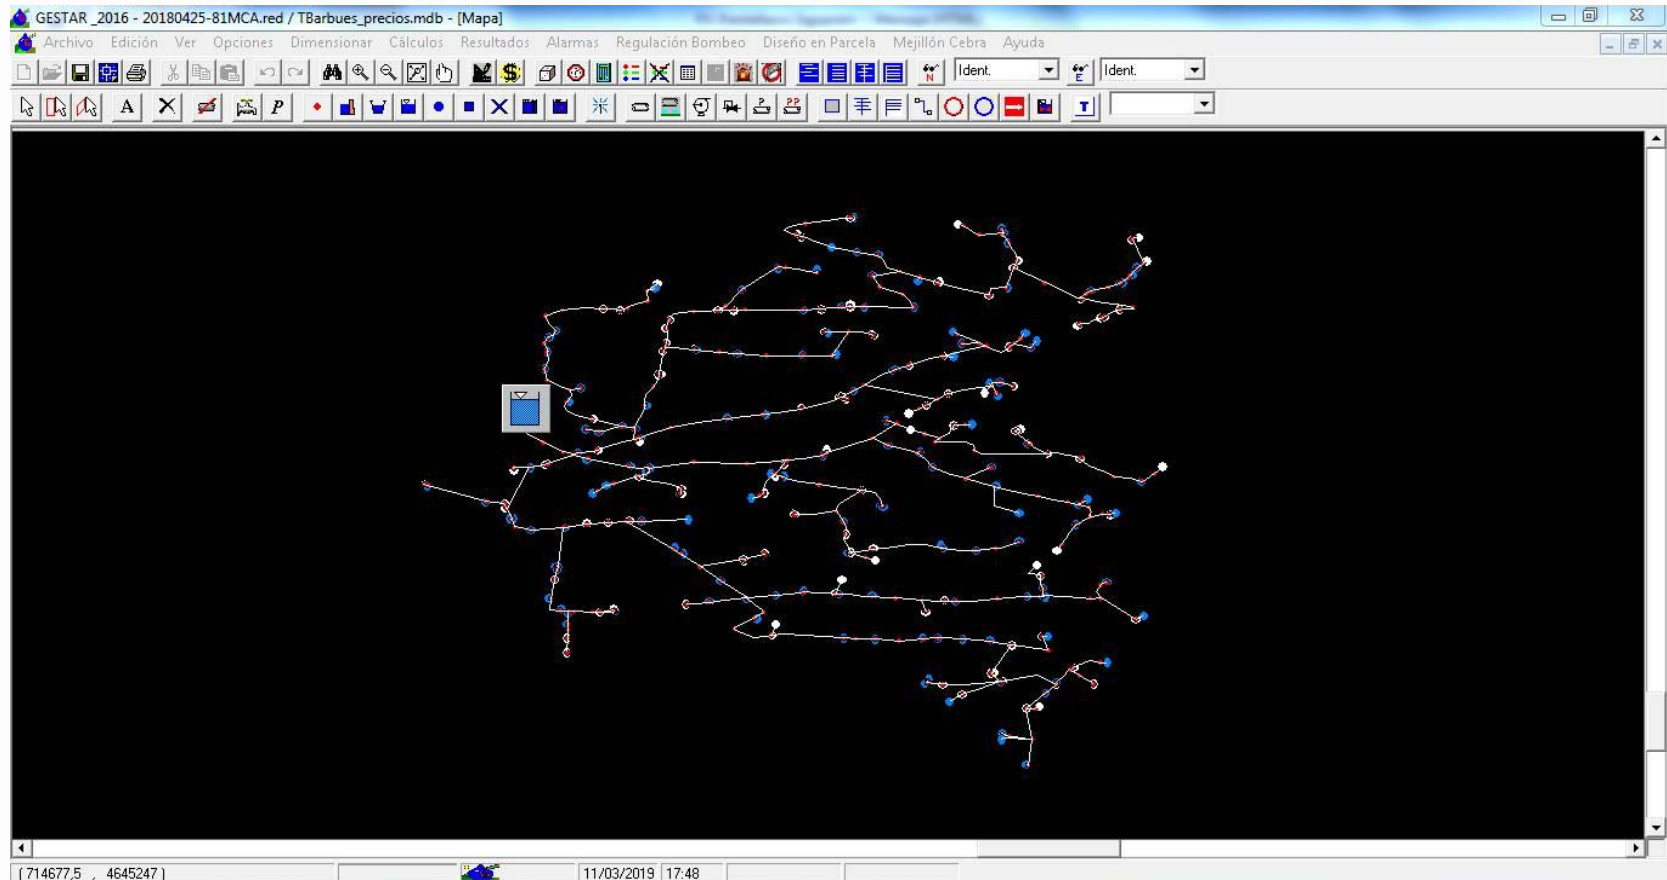 GESTAR _2016 - 20180425-81MCA.red / TBarbues_precios.mdb - [Mapa]
Archivo Edición Ver Opciones Dimensionar Cálculos Resultados Alarmas Regulación Bombeo Diseño en Parcela Mejillón Cebra Ayuda
$ N Ident. E Ident.
A P P PP T
(714677,5 , 4645247) 11/03/2019 17:48